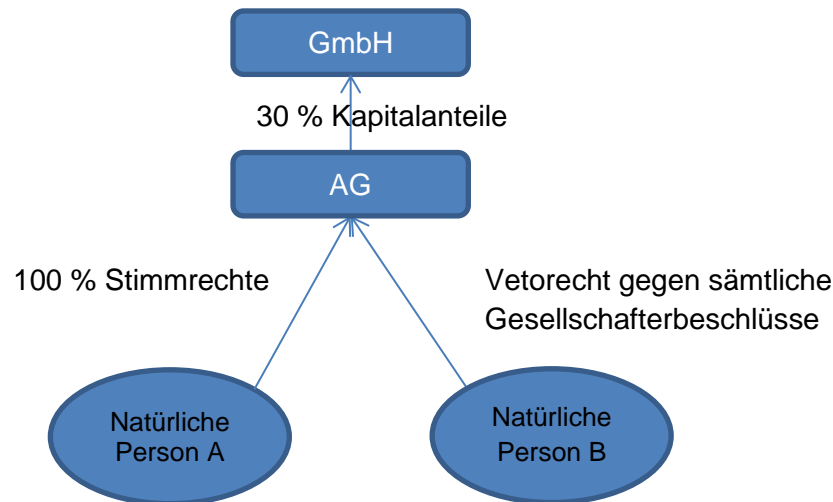 GmbH
30 % Kapitalanteile
AG
100 % Stimmrechte
Vetorecht gegen sämtliche
Gesellschafterbeschlüsse
Natürliche
Person A
Natürliche
Person B